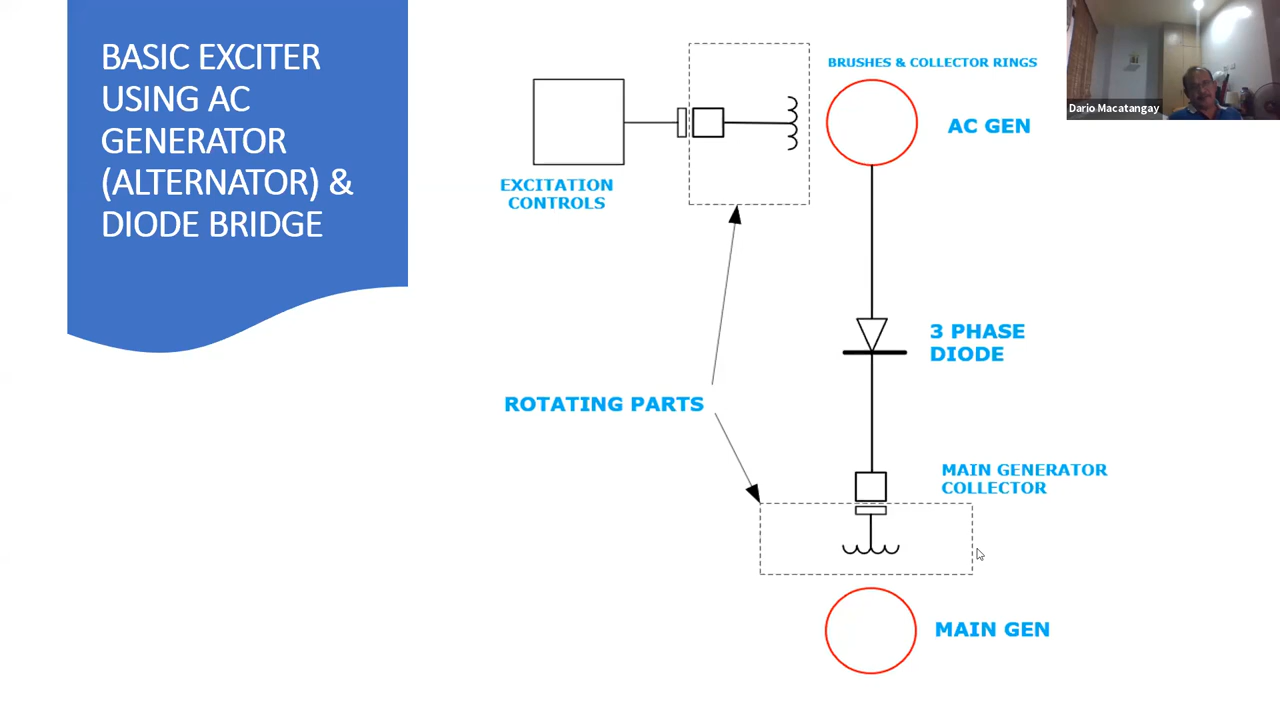 BASIC EXCITER
USING AC
GENERATOR
(ALTERNATOR) &
DIODE BRIDGE
BRUSHES & COLLECTOR RINGS
AC GEN
EXCITATION
CONTROLS
3 PHASE
DIODE
ROTATING PARTS
MAIN GENERATOR
COLLECTOR
MAIN GEN
Dario Macatangay